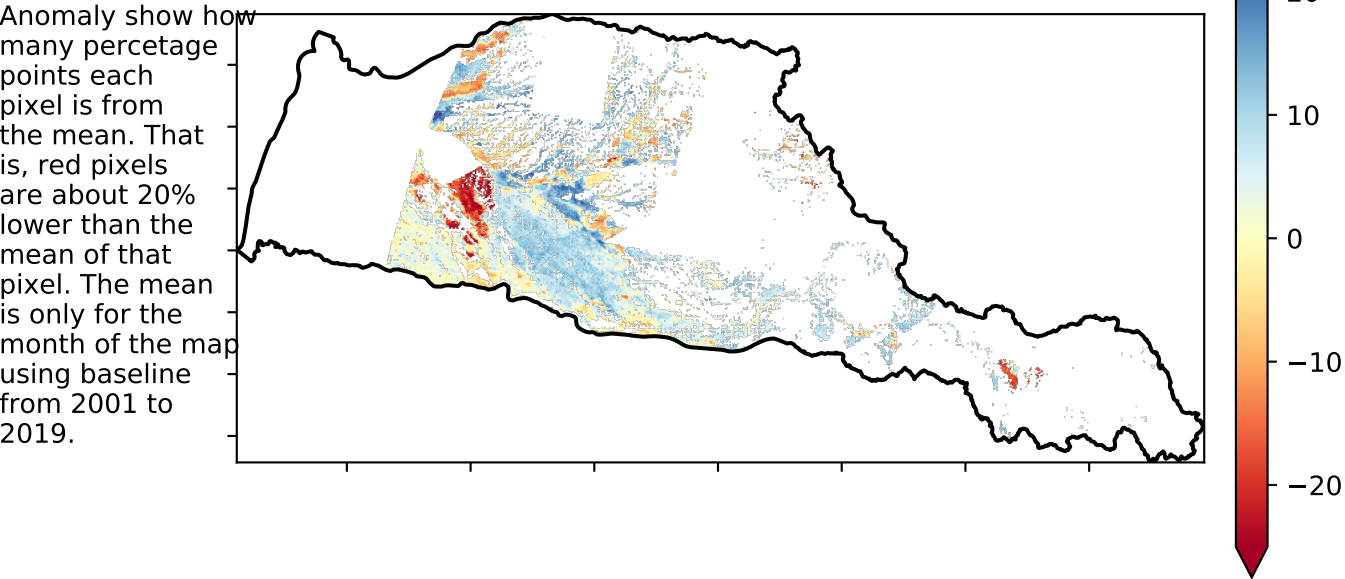 Anomaly show how
many percetage
points each
pixel is from
the mean. That
is, red pixels
are about 20%
lower than the
mean of that
pixel. The mean
is only for the
month of the map
using baseline
from 2001 to
2019.
10
0
−10
−20